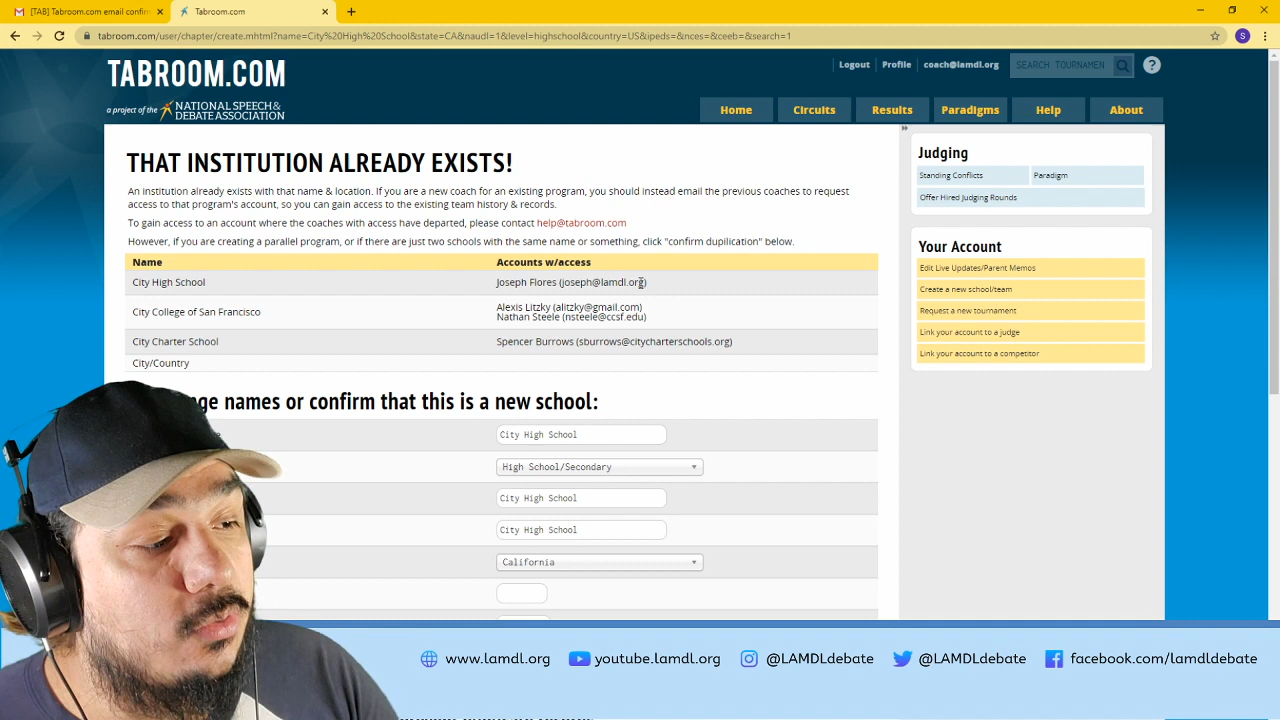 [TAB] Tabroom.com email confirm
Tabroom.com
tabroom.com/user/chapter/create.mhtml?name=City%20High%20School&state=CA&naudl=1&level=highschool&country=US&ipeds=&nces=&ceeb=&search=1
S
TABROOM.COM
a project of the NATIONAL SPEECH & DEBATE ASSOCIATION
Logout Profile coach@lamdl.org SEARCH TOURNAMEN ?
Home Circuits Results Paradigms Help About
THAT INSTITUTION ALREADY EXISTS!
An institution already exists with that name & location. If you are a new coach for an existing program, you should instead email the previous coaches to request
access to that program's account, so you can gain access to the existing team history & records.
To gain access to an account where the coaches with access have departed, please contact help@tabroom.com
However, if you are creating a parallel program, or if there are just two schools with the same name or something, click "confirm dupilication" below.
Name Accounts w/access
City High School Joseph Flores (joseph@lamdl.org)
City College of San Francisco Alexis Litzky (alitzky@gmail.com)
Nathan Steele (nsteele@ccsf.edu)
City Charter School Spencer Burrows (sburrows@citycharterschools.org)
City/Country
names or confirm that this is a new school:
City High School
High School/Secondary
City High School
City High School
California
Judging
Standing Conflicts Paradigm
Offer Hired Judging Rounds
Your Account
Edit Live Updates/Parent Memos
Create a new school/team
Request a new tournament
Link your account to a judge
Link your account to a competitor
www.lamdl.org youtube.lamdl.org @LAMDLdebate @LAMDLdebate facebook.com/lamdldebate